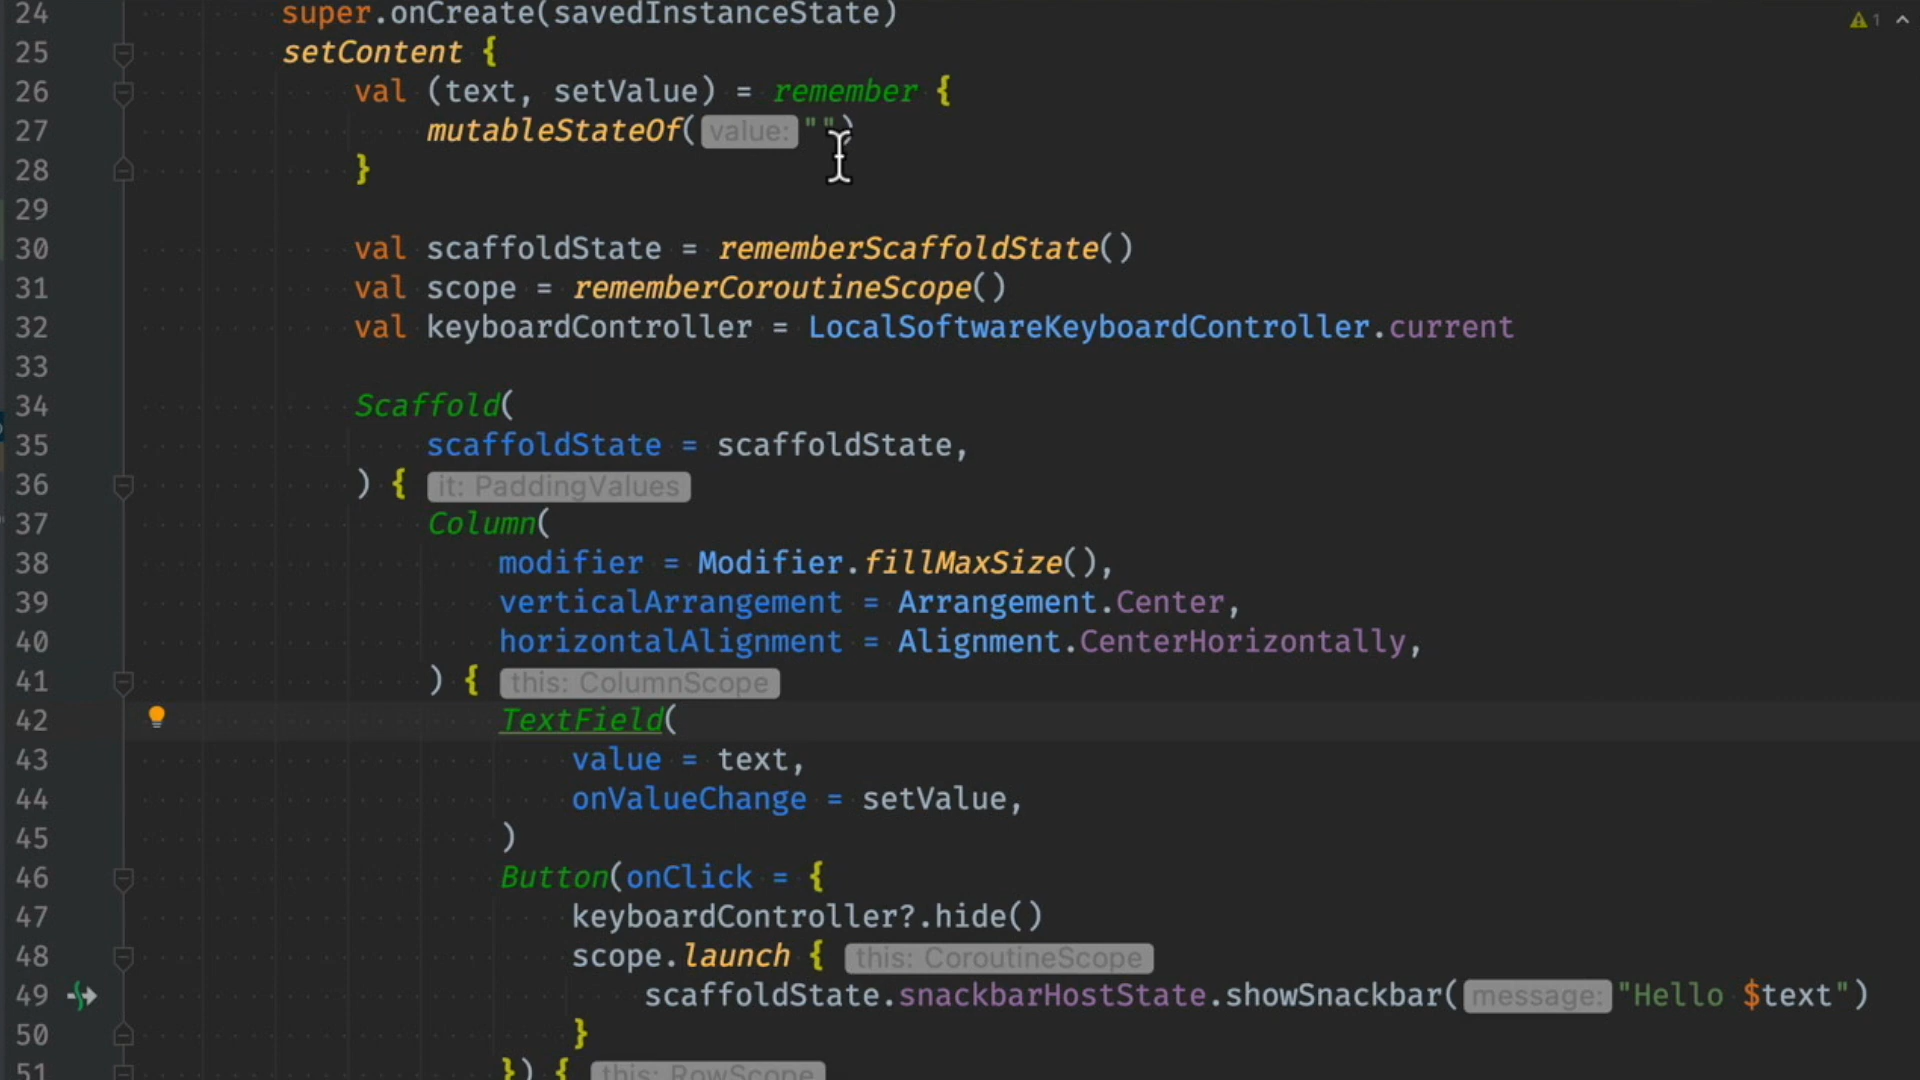 24 super.onCreate(savedInstanceState)
1
25 setContent {
26 val (text, setValue) = remember {
27 mutableStateOf( value: "")
28 }
29
30 val scaffoldState = rememberScaffoldState()
31 val scope = rememberCoroutineScope()
32 val keyboardController = LocalSoftwareKeyboardController.current
33
34 Scaffold(
35 scaffoldState = scaffoldState,
36 ) { it: PaddingValues
37 Column(
38 modifier = Modifier.fillMaxSize(),
39 verticalArrangement = Arrangement.Center,
40 horizontalAlignment = Alignment.CenterHorizontally,
41 ) { this: ColumnScope
42 TextField(
43 value = text,
44 onValueChange = setValue,
45 )
46 Button(onClick = {
47 keyboardController?.hide()
48 scope.launch { this: CoroutineScope
49 scaffoldState.snackbarHostState.showSnackbar( message: "Hello $text")
50 }
51 }) { this: RowScope